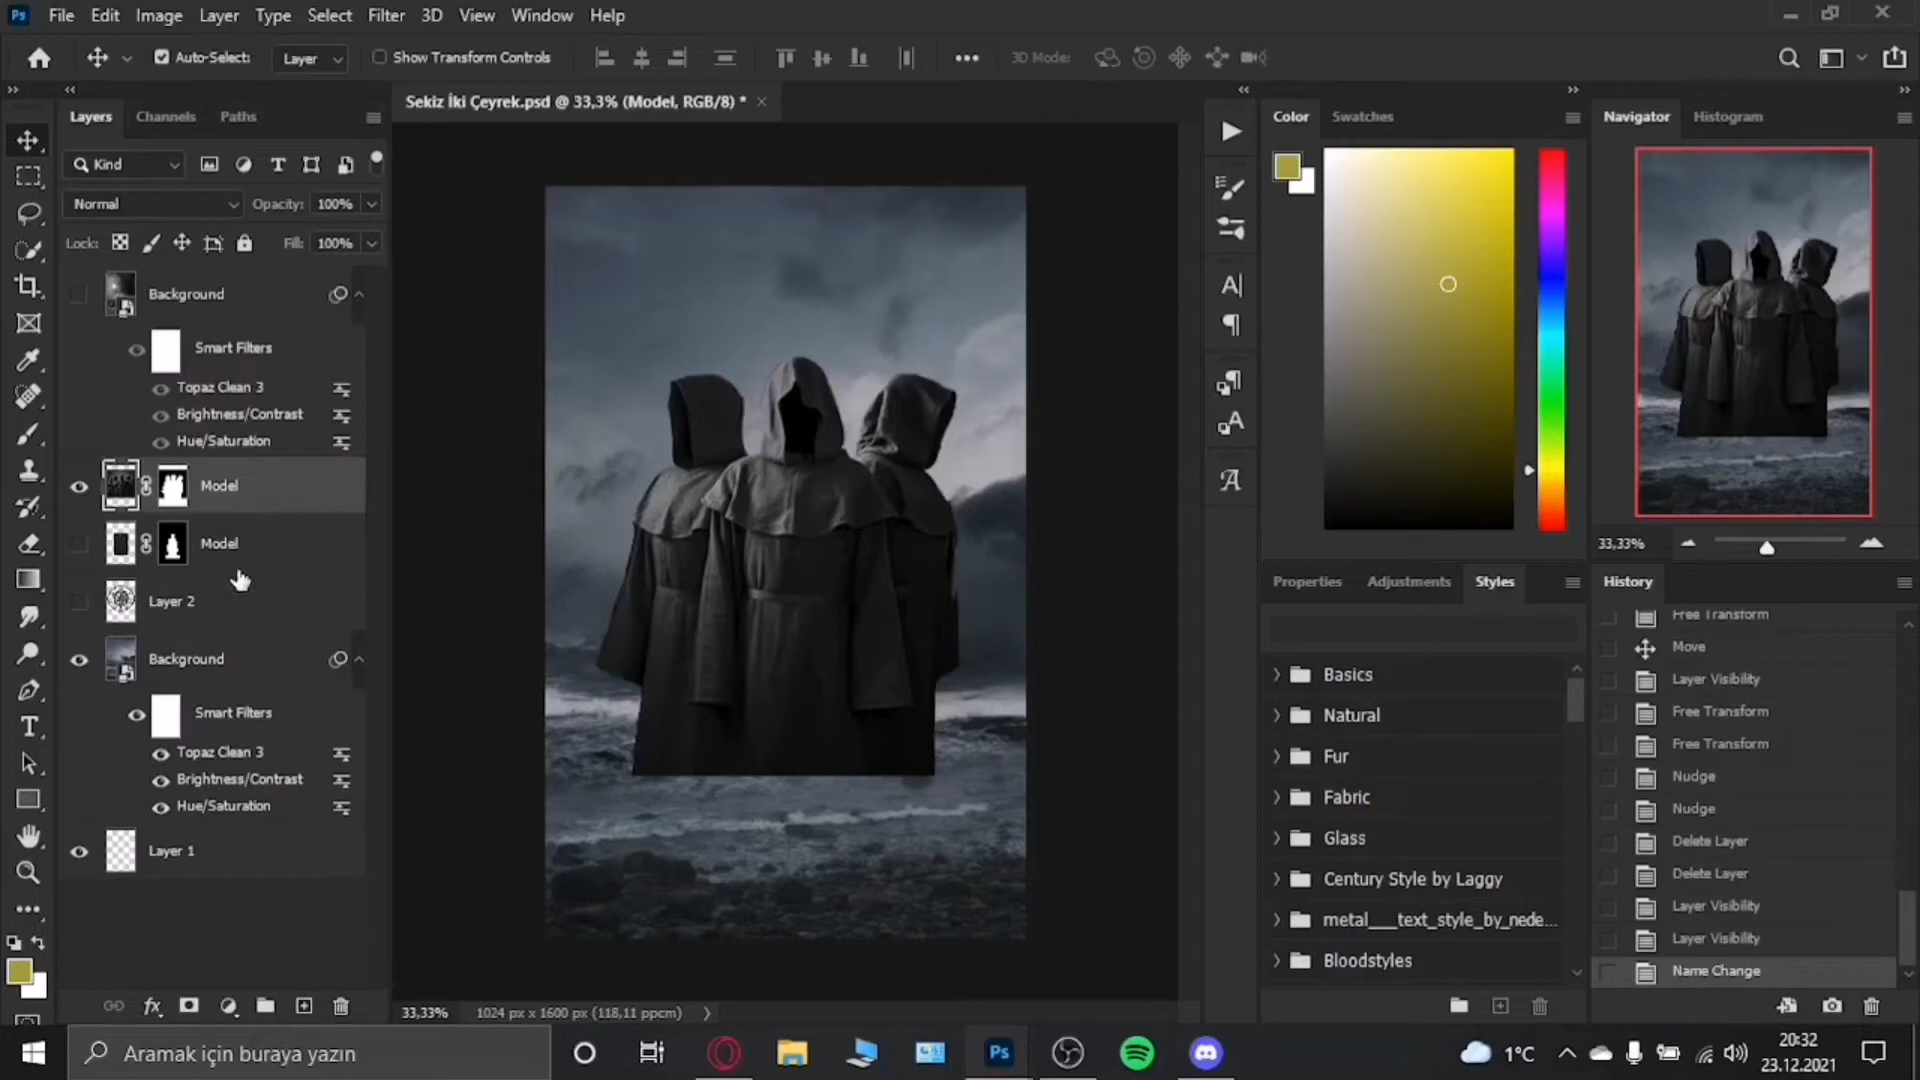 Ps File Edit Image Layer Type Select Filter 3D View Window Help
Auto-Select: Layer Show Transform Controls 3D Mode:
Layers Channels Paths
Kind
Normal Opacity: 100%
Lock: Fill: 100%
Background
Smart Filters
Topaz Clean 3
Brightness/Contrast
Hue/Saturation
Model
Model
Layer 2
Background
Smart Filters
Topaz Clean 3
Brightness/Contrast
Hue/Saturation
Layer 1
fx
Sekiz İki Çeyrek.psd @ 33,3% (Model, RGB/8) *
33,33% 1024 px x 1600 px (118,11 ppcm)
Color Swatches
Navigator Histogram
33,33%
Properties Adjustments Styles
Basics
Natural
Fur
Fabric
Glass
Century Style by Laggy
metal___text_style_by_nede...
Bloodstyles
History
Free Transform
Move
Layer Visibility
Free Transform
Free Transform
Nudge
Nudge
Delete Layer
Delete Layer
Layer Visibility
Layer Visibility
Name Change
Aramak için buraya yazın
Ps
1°C
20:32
23.12.2021